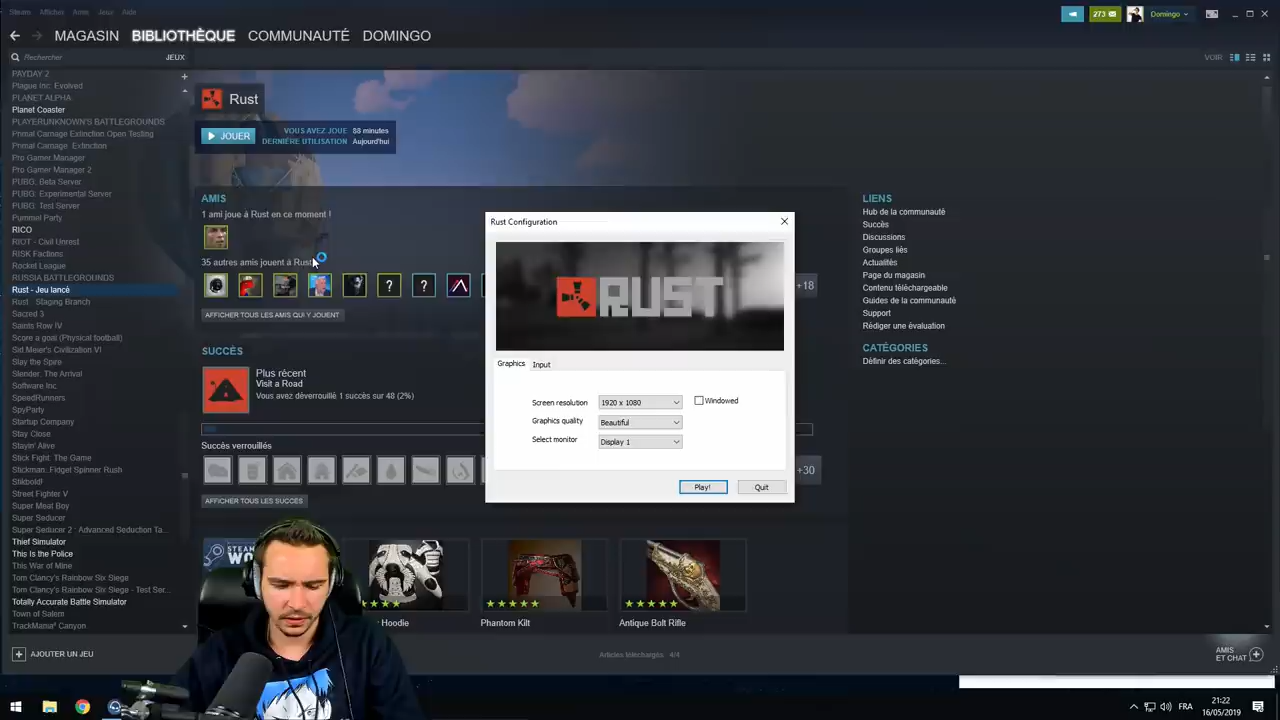 Steam Afficher Amis Jeux Aide
273
Domingo
MAGASIN BIBLIOTHÈQUE COMMUNAUTÉ DOMINGO
Rechercher JEUX
VOIR
PAYDAY 2
Plague Inc: Evolved
PLANET ALPHA
Planet Coaster
PLAYERUNKNOWN'S BATTLEGROUNDS
Primal Carnage Extinction Open Testing
Primal Carnage: Extinction
Pro Gamer Manager
Pro Gamer Manager 2
PUBG: Beta Server
PUBG: Experimental Server
PUBG: Test Server
Pummel Party
RICO
RIOT - Civil Unrest
RISK Factions
Rocket League
RUSSIA BATTLEGROUNDS
Rust - Jeu lancé
Rust - Staging Branch
Sacred 3
Saints Row IV
Score a goal (Physical football)
Sid Meier's Civilization VI
Slay the Spire
Slender: The Arrival
Software Inc.
SpeedRunners
SpyParty
Startup Company
Stay Close
Stayin' Alive
Stick Fight: The Game
Stickman: Fidget Spinner Rush
Stikbold!
Street Fighter V
Super Meat Boy
Super Seducer
Super Seducer 2 : Advanced Seduction Ta...
Thief Simulator
This Is the Police
This War of Mine
Tom Clancy's Rainbow Six Siege
Tom Clancy's Rainbow Six Siege - Test Ser...
Totally Accurate Battle Simulator
Town of Salem
TrackMania² Canyon
AJOUTER UN JEU
Rust
JOUER
VOUS AVEZ JOUÉ 88 minutes
DERNIÈRE UTILISATION Aujourd'hui
AMIS
1 ami joue à Rust en ce moment !
35 autres amis jouent à Rust
? ?
+18
AFFICHER TOUS LES AMIS QUI Y JOUENT
SUCCÈS
Plus récent
Visit a Road
Vous avez déverrouillé 1 succès sur 48 (2%)
Succès verrouillés
+30
AFFICHER TOUS LES SUCCÈS
Hoodie
Phantom Kilt
Antique Bolt Rifle
Articles téléchargés 4/4
LIENS
Hub de la communauté
Succès
Discussions
Groupes liés
Actualités
Page du magasin
Contenu téléchargeable
Guides de la communauté
Support
Rédiger une évaluation
CATÉGORIES
Définir des catégories...
Rust Configuration
RUST
Graphics Input
Screen resolution 1920 x 1080 Windowed
Graphics quality Beautiful
Select monitor Display 1
Play! Quit
AMIS
ET CHAT
FRA
21:22
16/05/2019